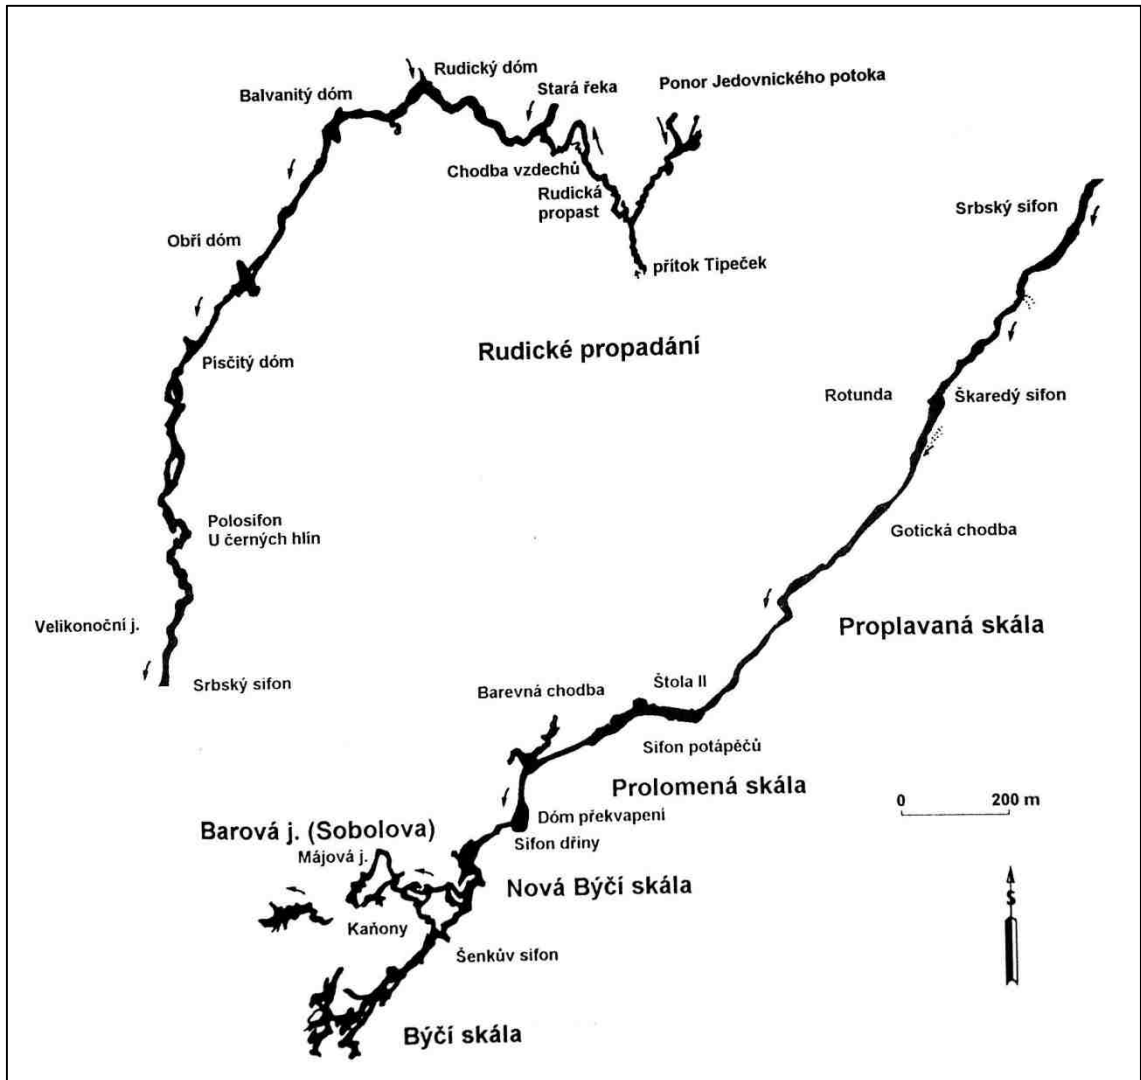 Rudický dóm
Stará řeka
Ponor Jedovnického potoka
Balvanitý dóm
Chodba vzdechů
Rudická
propast
přítok Tipeček
Srbský sifon
Obří dóm
Rudické propadání
Písčitý dóm
Rotunda
Škaredý sifon
Polosifon
U černých hlín
Gotická chodba
Velikonoční j.
Proplavaná skála
Srbský sifon
Štola II
Barevná chodba
Sifon potápěčů
Prolomená skála
0 200 m
Dóm překvapení
Barová j. (Sobolova)
Sifon dřiny
Májová j.
Nová Býčí skála
S
Kaňony
Šenkův sifon
Býčí skála